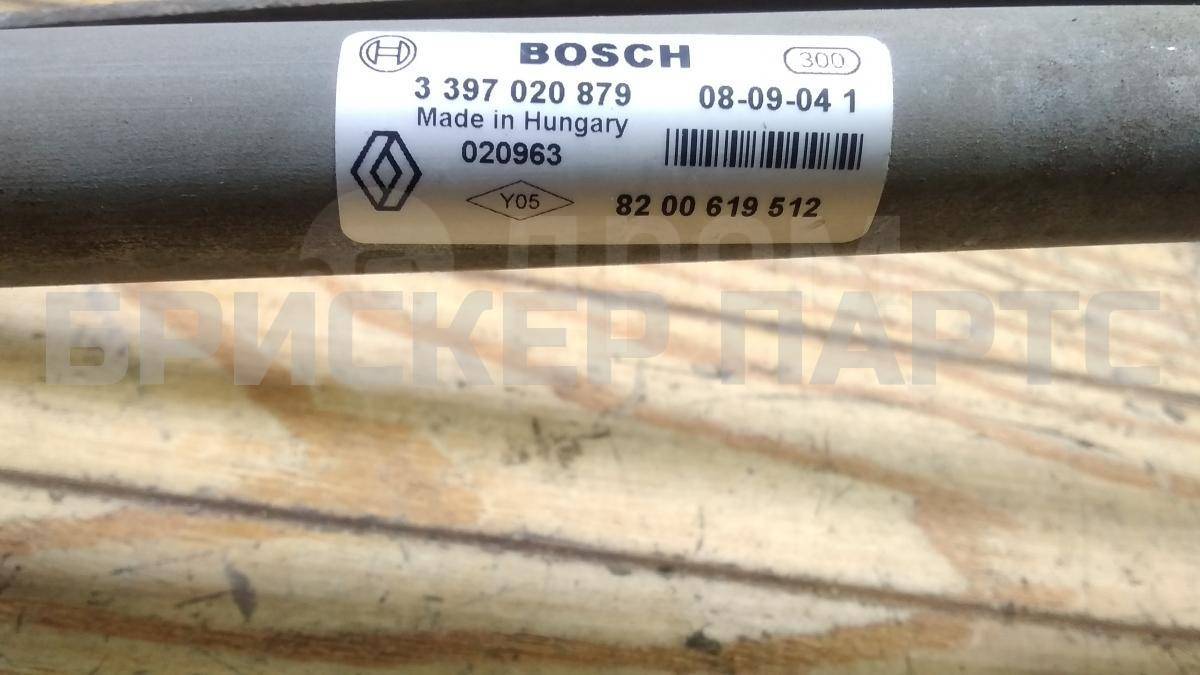 BOSCH 300
3 397 020 879 08-09-04 1
Made in Hungary
020963
Y05 82 00 619 512
ДРОМ
БРИСКЕР ПАРТС